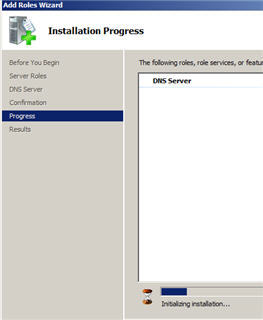 Add Roles Wizard
Installation Progress
Before You Begin
Server Roles
DNS Server
Confirmation
Progress
Results
The following roles, role services, or featur
DNS Server
Initializing installation...